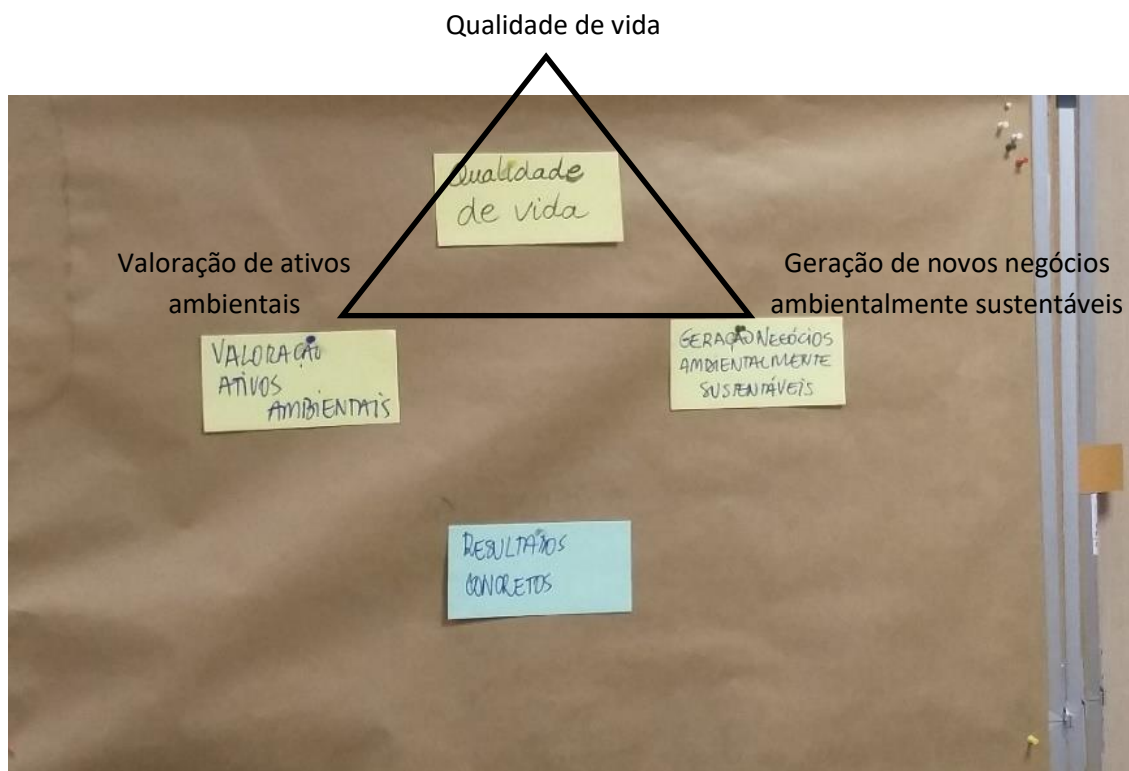 Qualidade de vida
Qualidade
de vida
Valoração de ativos
ambientais
Geração de novos negócios
ambientalmente sustentáveis
VALORAÇÃO
ATIVOS
AMBIENTAIS
GERAÇÃO NEGÓCIOS
AMBIENTALMENTE
SUSTENTÁVEIS
RESULTADOS
CONCRETOS